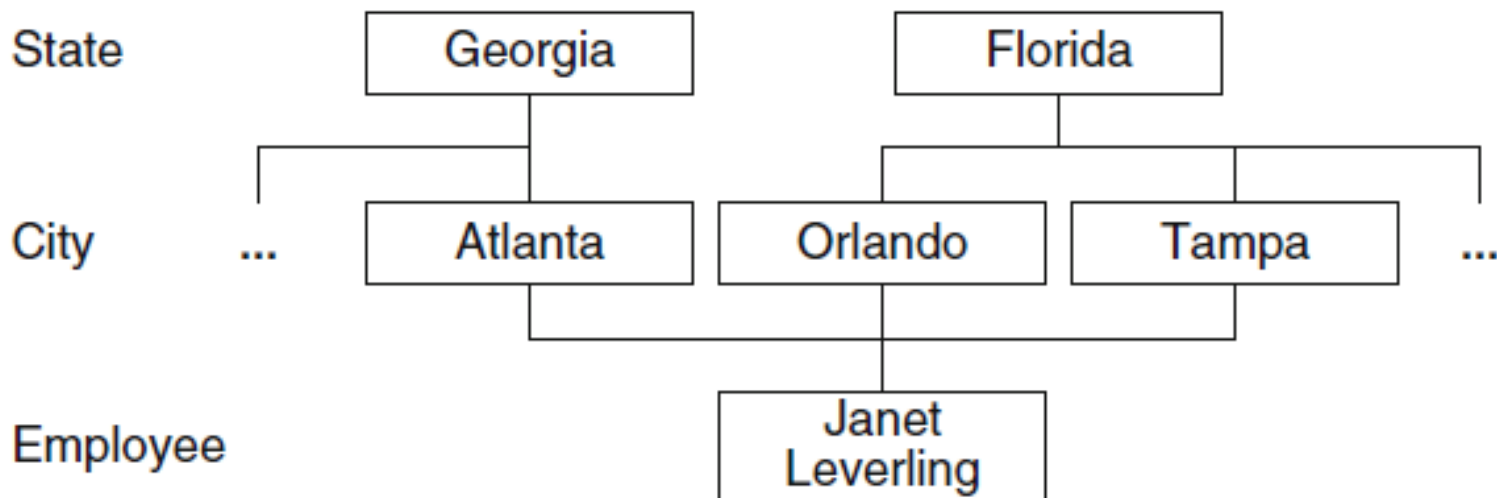 State Georgia Florida
City ... Atlanta Orlando Tampa ...
Employee Janet
Leverling